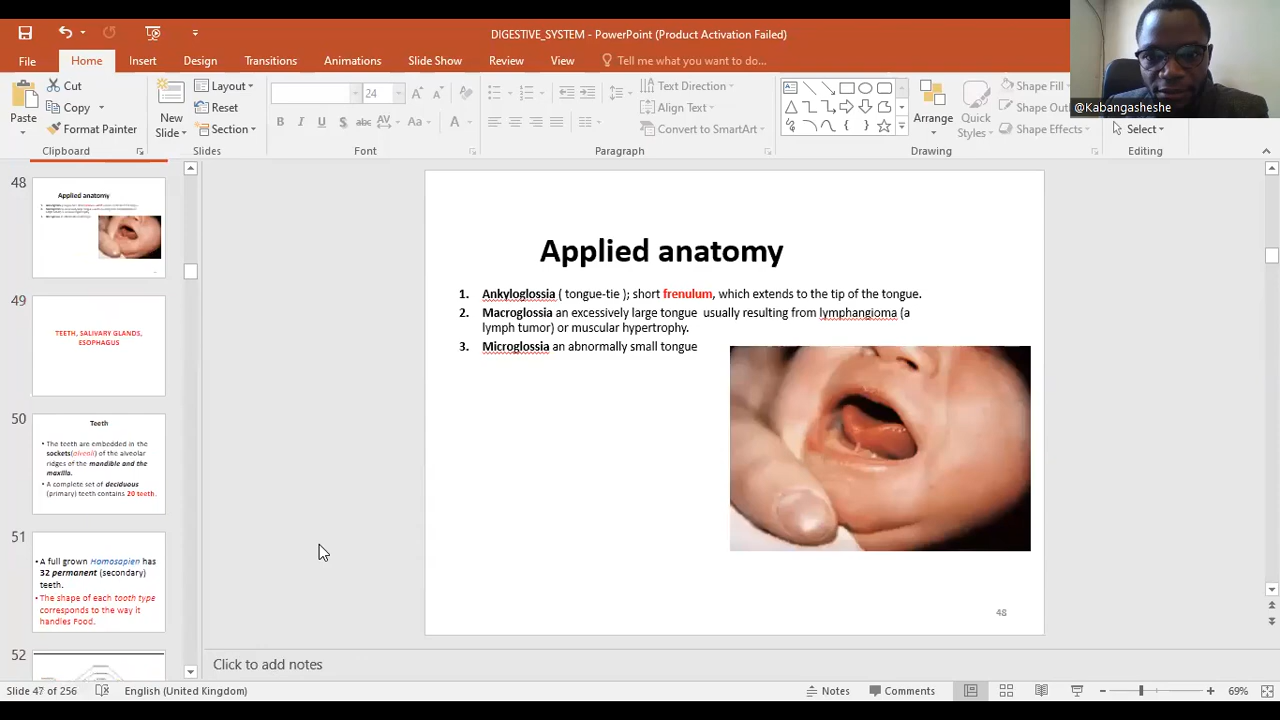 DIGESTIVE_SYSTEM - PowerPoint (Product Activation Failed)
@Kabangasheshe
File Home Insert Design Transitions Animations Slide Show Review View Tell me what you want to do...
Paste
Cut
Copy
Format Painter
Clipboard
New
Slide
Layout
Reset
Section
Slides
24
B I U S abc AV Aa A
Font
Text Direction
Align Text
Convert to SmartArt
Paragraph
Arrange
Quick
Styles
Shape Fill
Shape Out
Shape Effects
Drawing
Select
Editing
48
Applied anatomy
49
TEETH, SALIVARY GLANDS,
ESOPHAGUS
50
Teeth
• The teeth are embedded in the
sockets(alveoli) of the alveolar
ridges of the mandible and the
maxilla.
• A complete set of deciduous
(primary) teeth contains 20 teeth.
51
• A full grown Homosapien has
32 permanent (secondary)
teeth.
• The shape of each tooth type
corresponds to the way it
handles Food.
52
Applied anatomy
1. Ankyloglossia ( tongue-tie ); short frenulum, which extends to the tip of the tongue.
2. Macroglossia an excessively large tongue usually resulting from lymphangioma (a
lymph tumor) or muscular hypertrophy.
3. Microglossia an abnormally small tongue
48
Click to add notes
Slide 47 of 256 English (United Kingdom) Notes Comments 69%